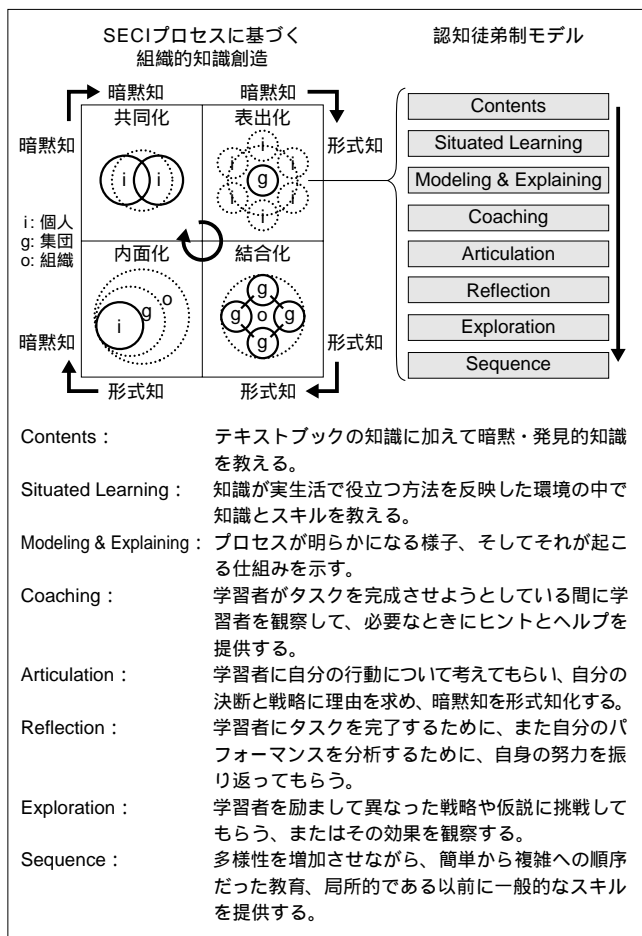 SECIプロセスに基づく
組織的知識創造
認知徒弟制モデル
暗黙知
暗黙知
共同化
表出化
暗黙知
形式知
i
i
i
i
i
i
i
i
g
i: 個人
g: 集団
o: 組織
内面化
結合化
i
g
o
g
g
o
g
g
暗黙知
形式知
形式知
形式知
Contents
Situated Learning
Modeling & Explaining
Coaching
Articulation
Reflection
Exploration
Sequence
Contents： テキストブックの知識に加えて暗黙・発見的知識
を教える。
Situated Learning： 知識が実生活で役立つ方法を反映した環境の中で
知識とスキルを教える。
Modeling & Explaining： プロセスが明らかになる様子、そしてそれが起こ
る仕組みを示す。
Coaching： 学習者がタスクを完成させようとしている間に学
習者を観察して、必要なときにヒントとヘルプを
提供する。
Articulation： 学習者に自分の行動について考えてもらい、自分の
決断と戦略に理由を求め、暗黙知を形式知化する。
Reflection： 学習者にタスクを完了するために、また自分のパ
フォーマンスを分析するために、自身の努力を振
り返ってもらう。
Exploration： 学習者を励まして異なった戦略や仮説に挑戦して
もらう、またはその効果を観察する。
Sequence： 多様性を増加させながら、簡単から複雑への順序
だった教育、局所的である以前に一般的なスキル
を提供する。